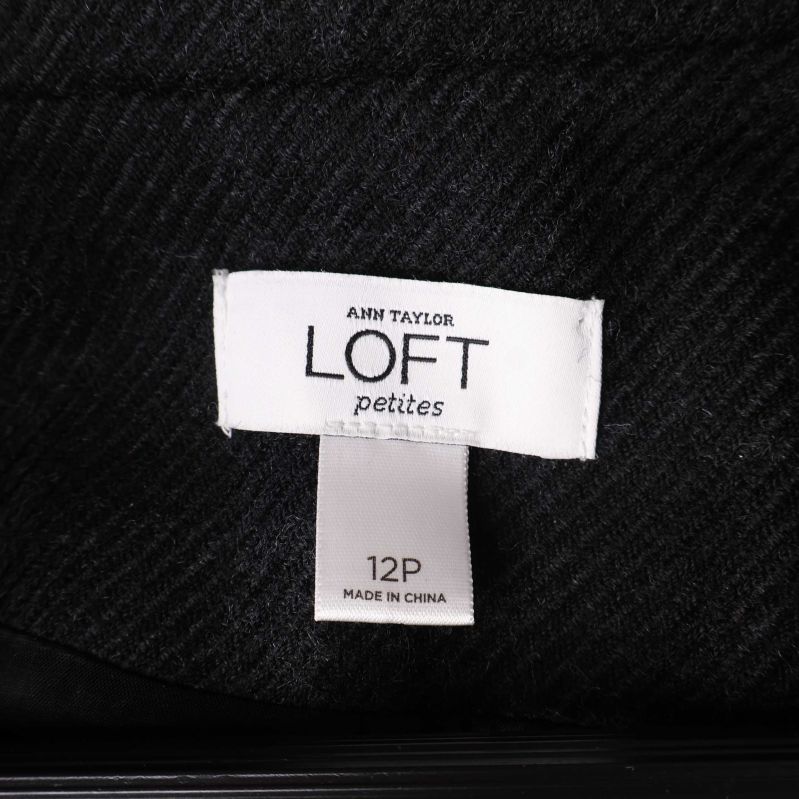 ANN TAYLOR
LOFT
petites
12P
MADE IN CHINA